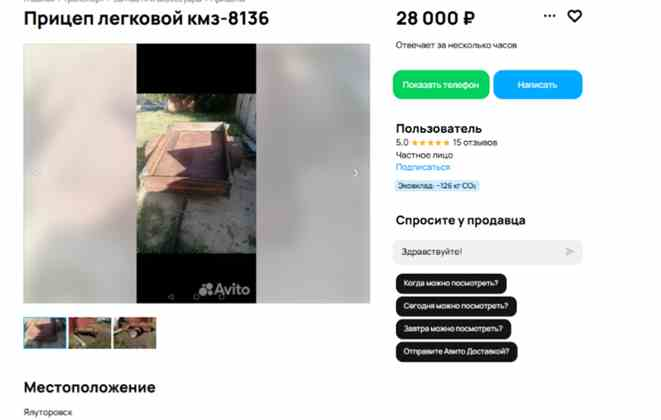 Прицеп легковой кмз-8136
28 000 ₽
Отвечает за несколько часов
Показать телефон
Написать
Пользователь
5,0 ★★★★★ 15 отзывов
Частное лицо
Подписаться
Эковклад: −126 кг CO₂
Спросите у продавца
Здравствуйте!
Когда можно посмотреть?
Сегодня можно посмотреть?
Завтра можно посмотреть?
Отправите Авито Доставкой?
Avito
Местоположение
Ялуторовск